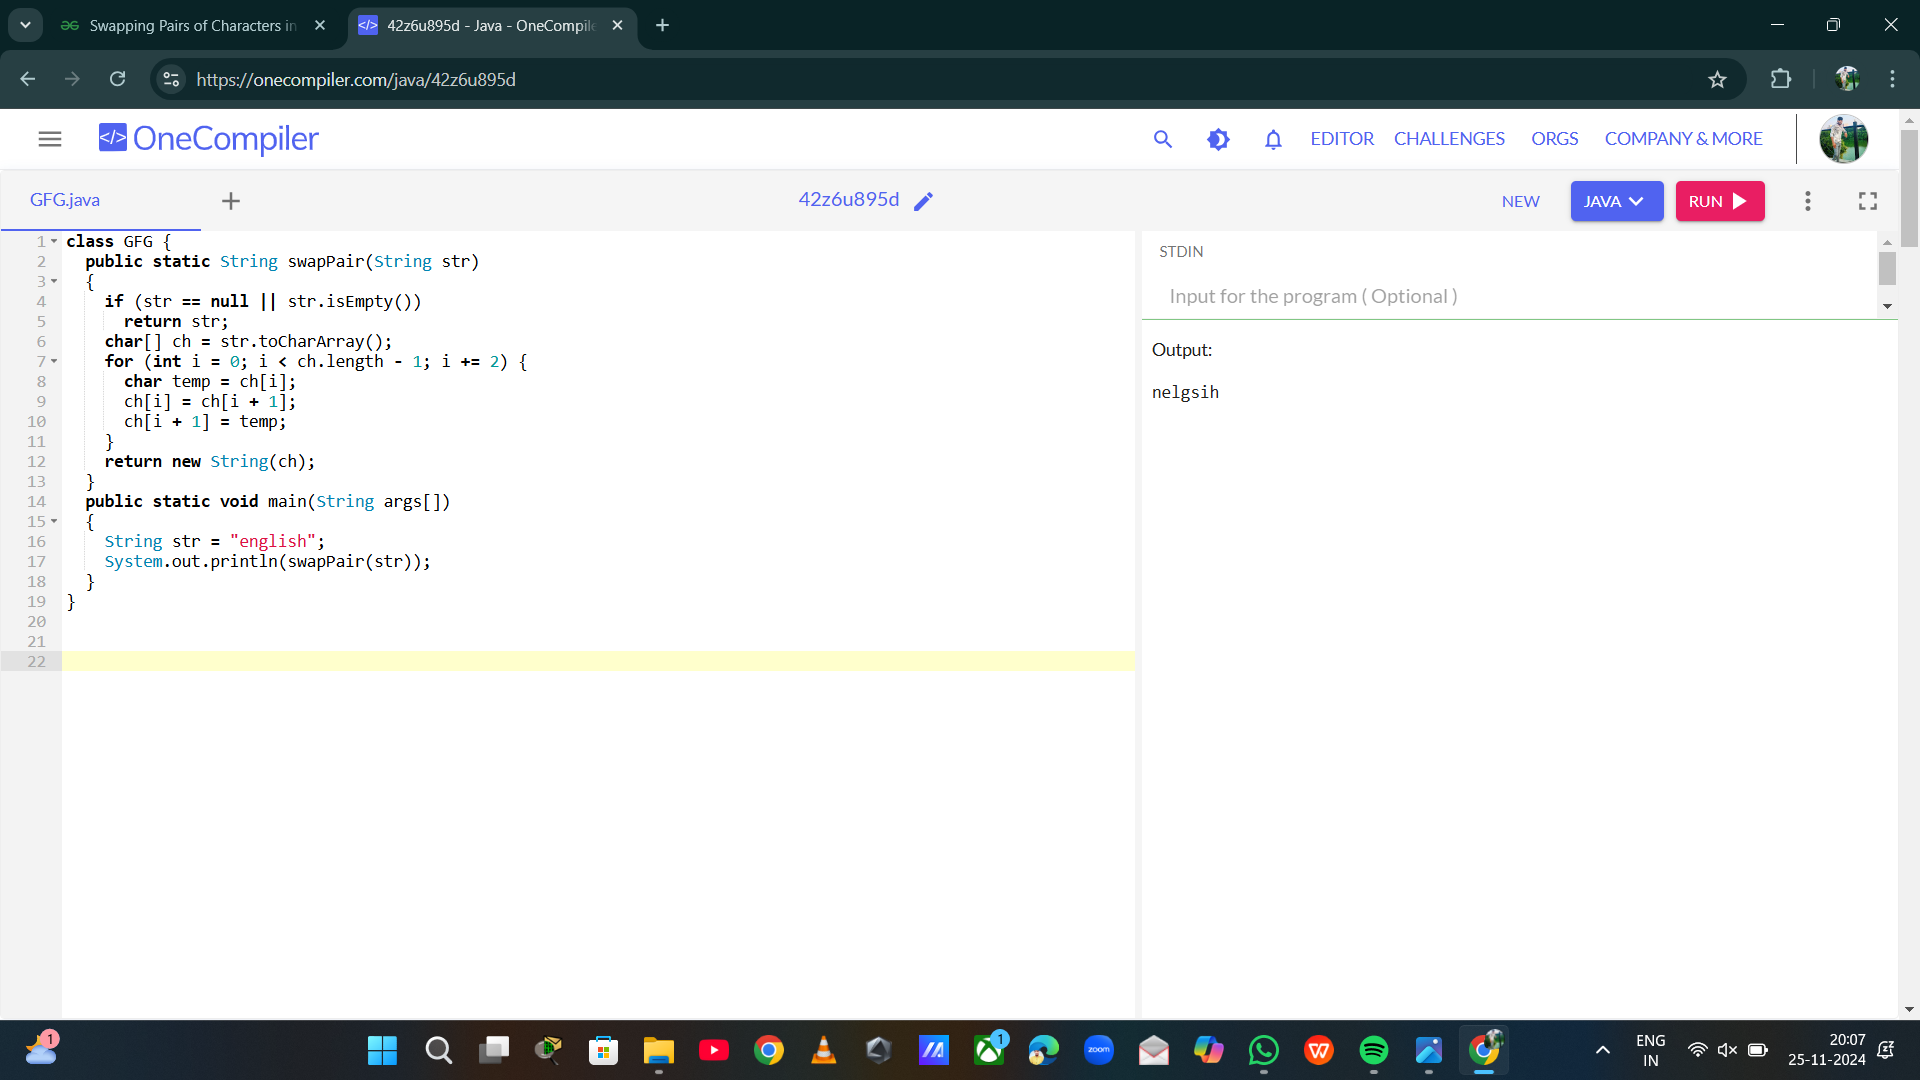 Swapping Pairs of Characters in
42z6u895d - Java - OneCompile
https://onecompiler.com/java/42z6u895d
</> OneCompiler
EDITOR CHALLENGES ORGS COMPANY & MORE
GFG.java
42z6u895d
NEW JAVA RUN
1 class GFG {
2 public static String swapPair(String str)
3 {
4 if (str == null || str.isEmpty())
5 return str;
6 char[] ch = str.toCharArray();
7 for (int i = 0; i < ch.length - 1; i += 2) {
8 char temp = ch[i];
9 ch[i] = ch[i + 1];
10 ch[i + 1] = temp;
11 }
12 return new String(ch);
13 }
14 public static void main(String args[])
15 {
16 String str = "english";
17 System.out.println(swapPair(str));
18 }
19 }
20
21
22
STDIN
Input for the program ( Optional )
Output:
nelgsih
1
1
zoom
W
ENG
IN
20:07
25-11-2024